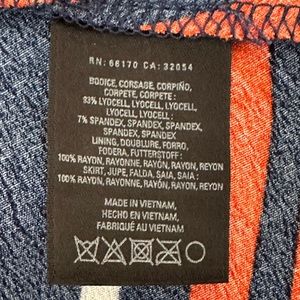 RN: 66170 CA: 32054
BODICE, CORSAGE, CORPIÑO,
CORPETE, CORPETE :
93% LYOCELL, LYOCELL, LYOCELL,
LYOCELL, LYOCELL :
7% SPANDEX, SPANDEX, SPANDEX,
SPANDEX, SPANDEX
LINING, DOUBLURE, FORRO,
FODERA, FUTTERSTOFF :
100% RAYON, RAYONNE, RAYÓN, RAYON, REYON
SKIRT, JUPE, FALDA, SAIA, SAIA :
100% RAYON, RAYONNE, RAYÓN, RAYON, REYON
MADE IN VIETNAM,
HECHO EN VIETNAM,
FABRIQUÉ AU VIETNAM